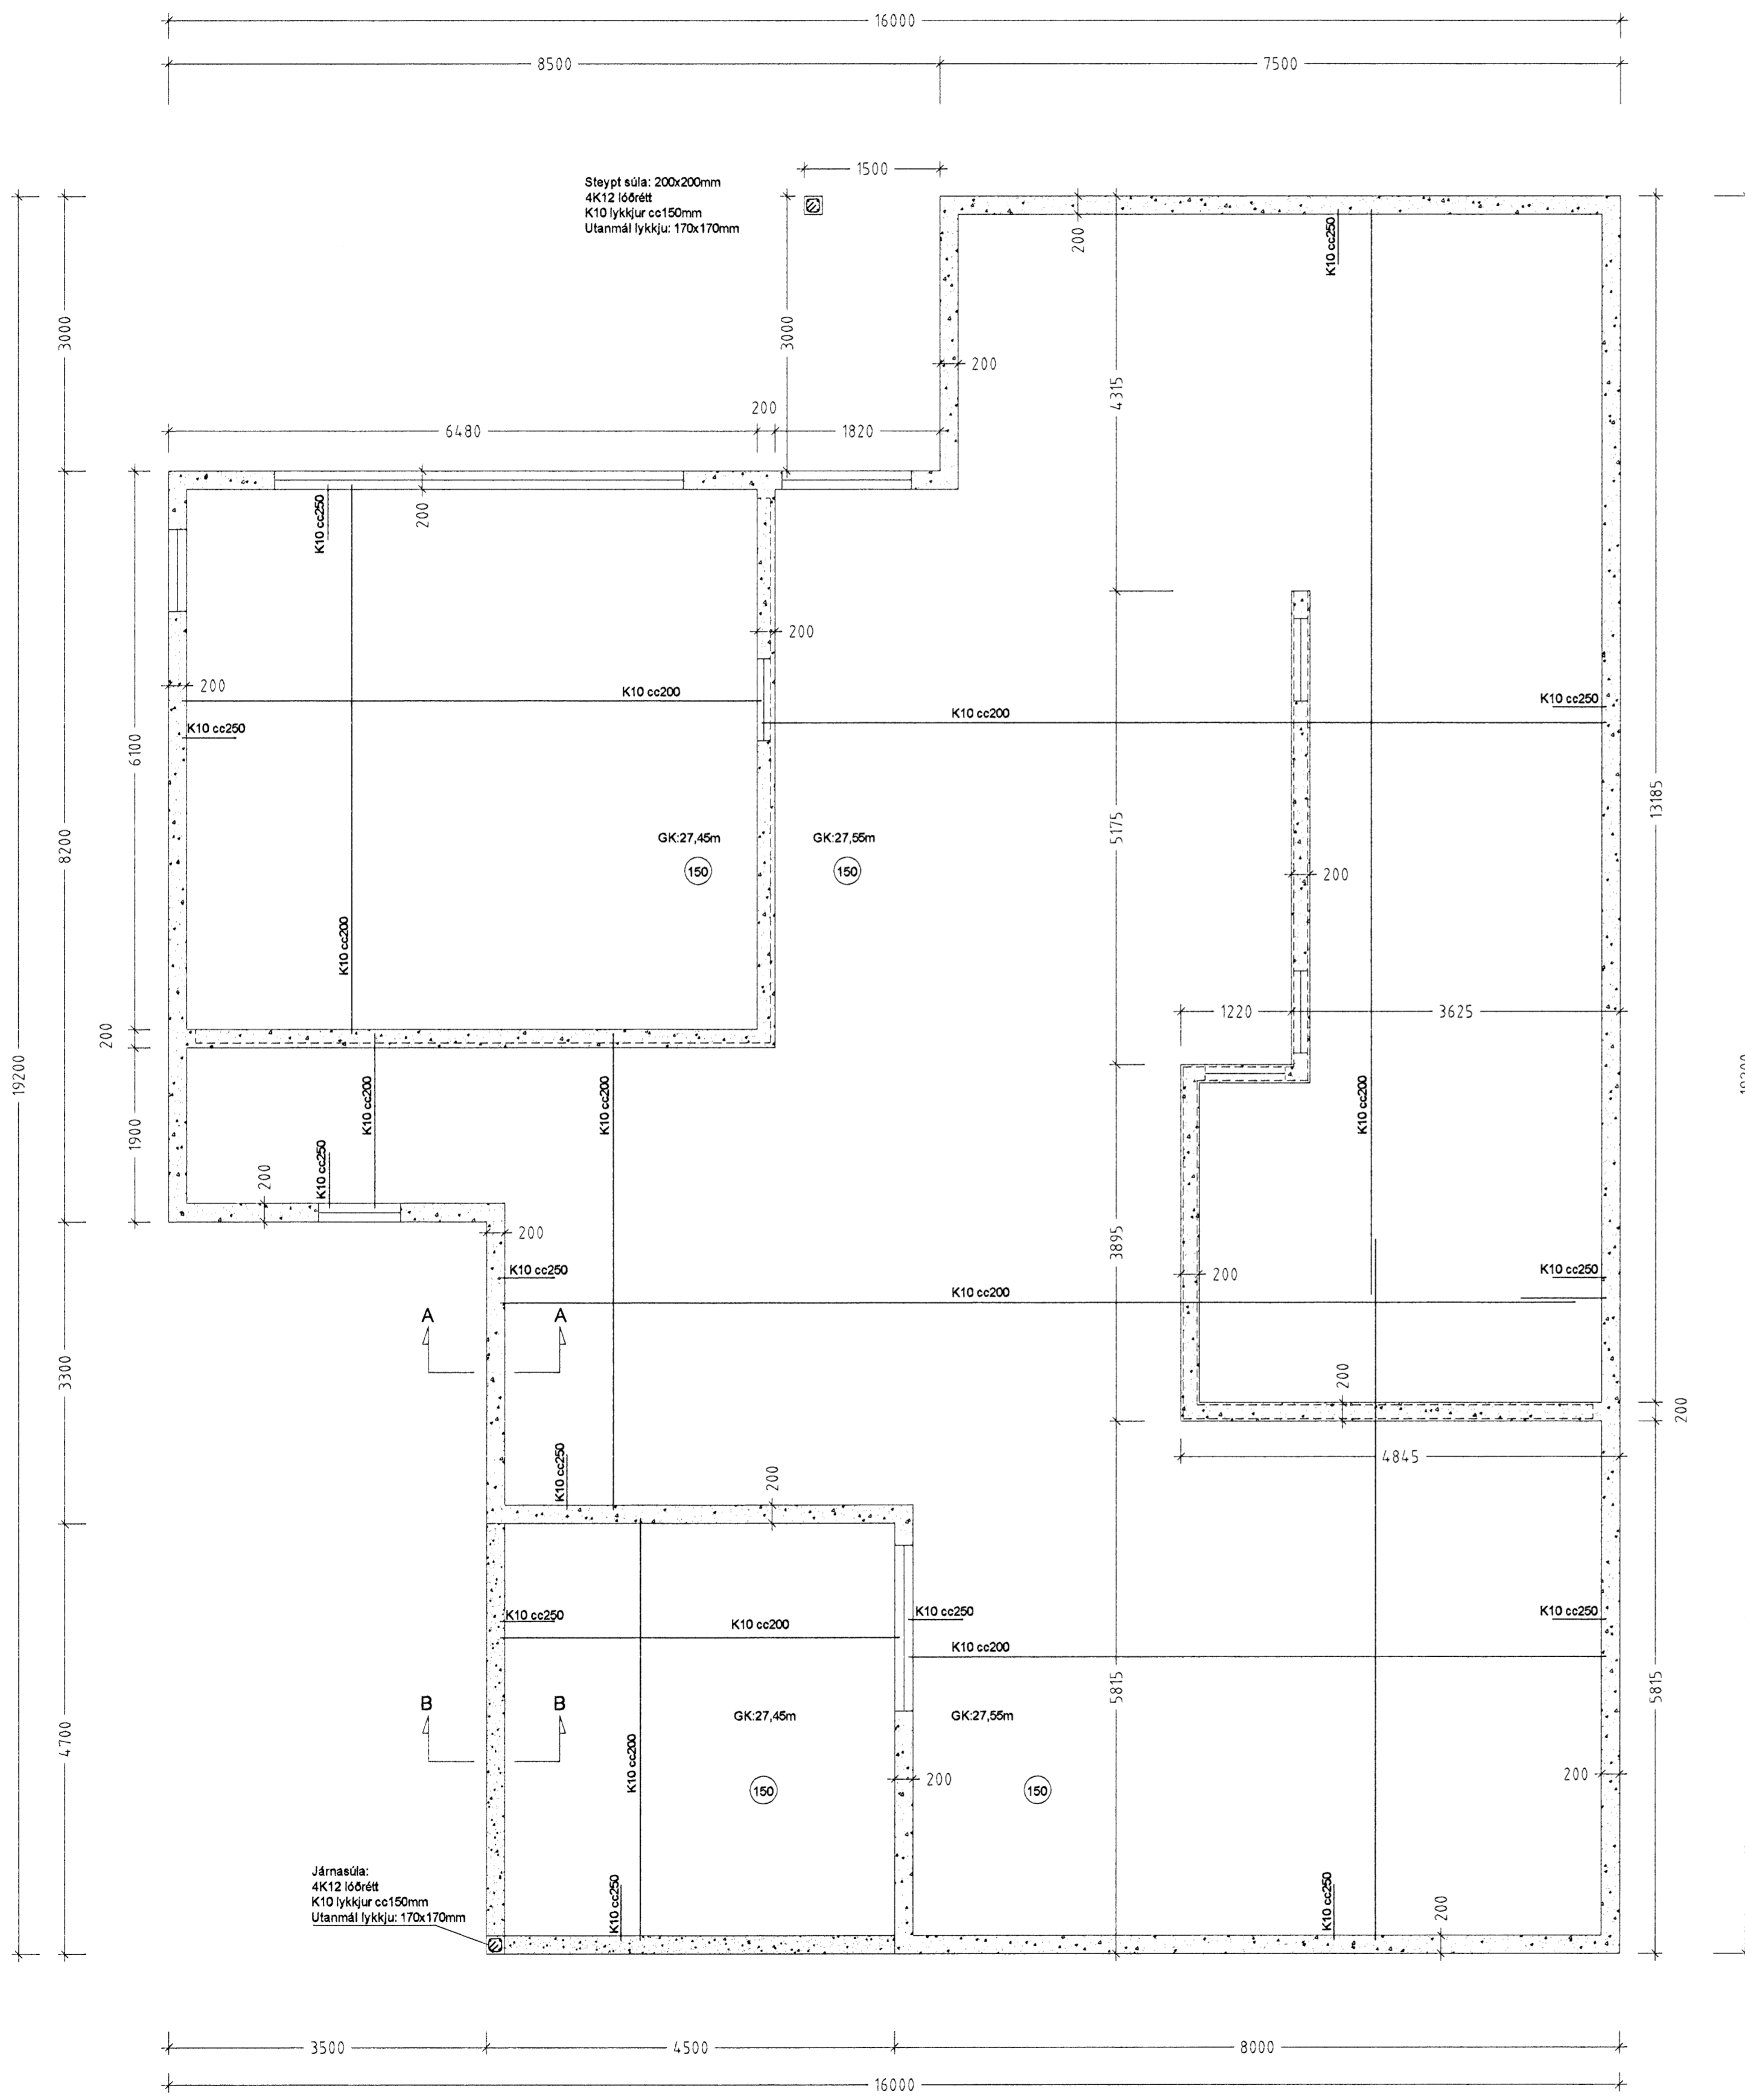 16000
8500
7500
1500
Steypt súla: 200x200mm
4K12 lóðrétt
K10 lykkjur cc150mm
Utanmál lykkju: 170x170mm
200
K10 cc250
3000
3000
200
4315
200
6480
1820
K10 cc250
200
200
200
K10 cc200
K10 cc200
K10 cc250
K10 cc250
6100
13185
8200
5175
GK:27,45m
GK:27,55m
150
150
200
K10 cc200
1220
3625
200
19200
K10 cc200
K10 cc200
K10 cc200
1900
K10 cc250
200
200
3895
K10 cc250
K10 cc250
200
K10 cc200
A
A
3300
200
200
4845
K10 cc250
200
K10 cc250
K10 cc200
K10 cc250
K10 cc250
K10 cc200
5815
5815
B
B
GK:27,45m
GK:27,55m
4700
K10 cc200
200
200
150
150
Járnasúla:
4K12 lóðrétt
K10 lykkjur cc150mm
Utanmál lykkju: 170x170mm
K10 cc250
K10 cc250
200
3500
4500
8000
16000